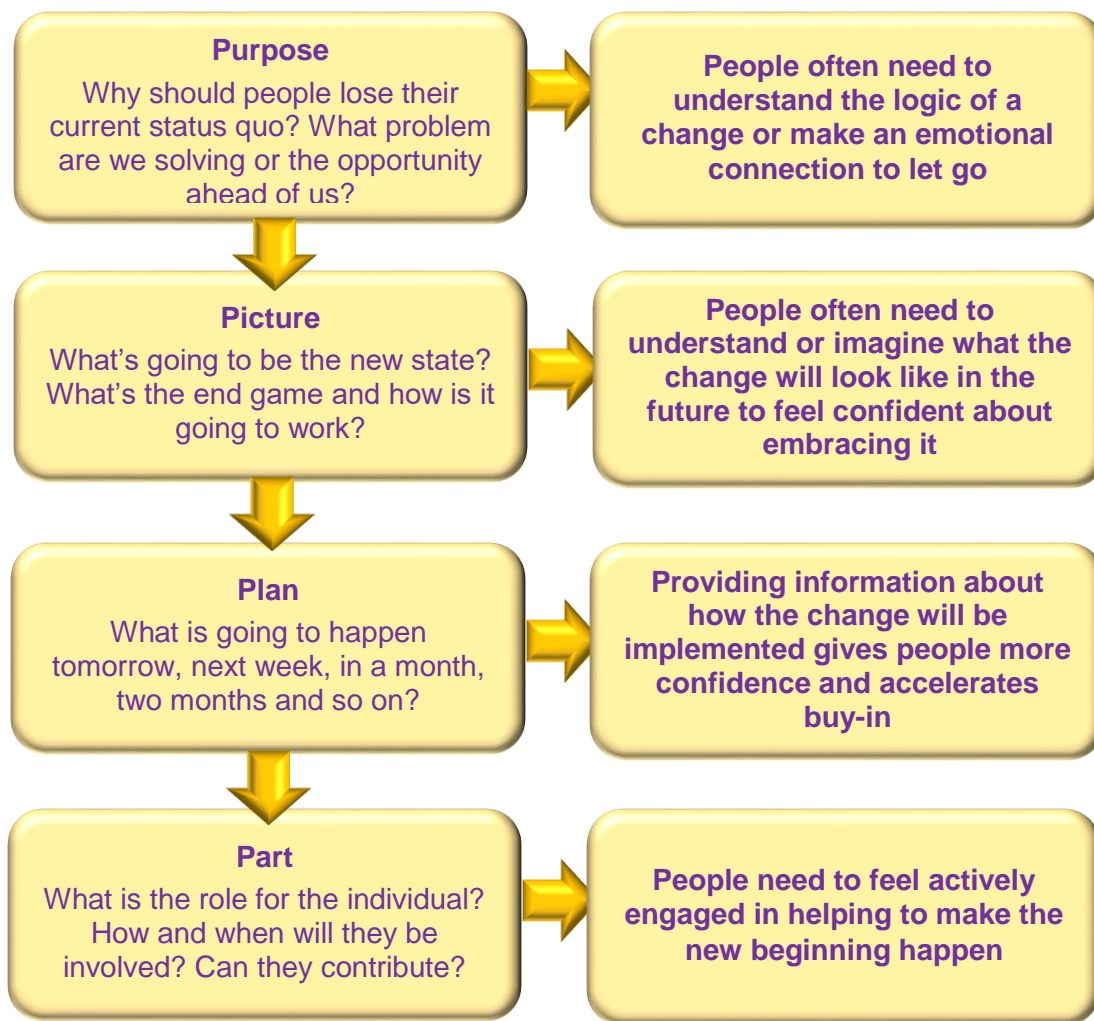 Purpose
Why should people lose their
current status quo? What problem
are we solving or the opportunity
ahead of us?
People often need to
understand the logic of a
change or make an emotional
connection to let go
Picture
What’s going to be the new state?
What’s the end game and how is it
going to work?
People often need to
understand or imagine what the
change will look like in the
future to feel confident about
embracing it
Plan
What is going to happen
tomorrow, next week, in a month,
two months and so on?
Providing information about
how the change will be
implemented gives people more
confidence and accelerates
buy-in
Part
What is the role for the individual?
How and when will they be
involved? Can they contribute?
People need to feel actively
engaged in helping to make the
new beginning happen